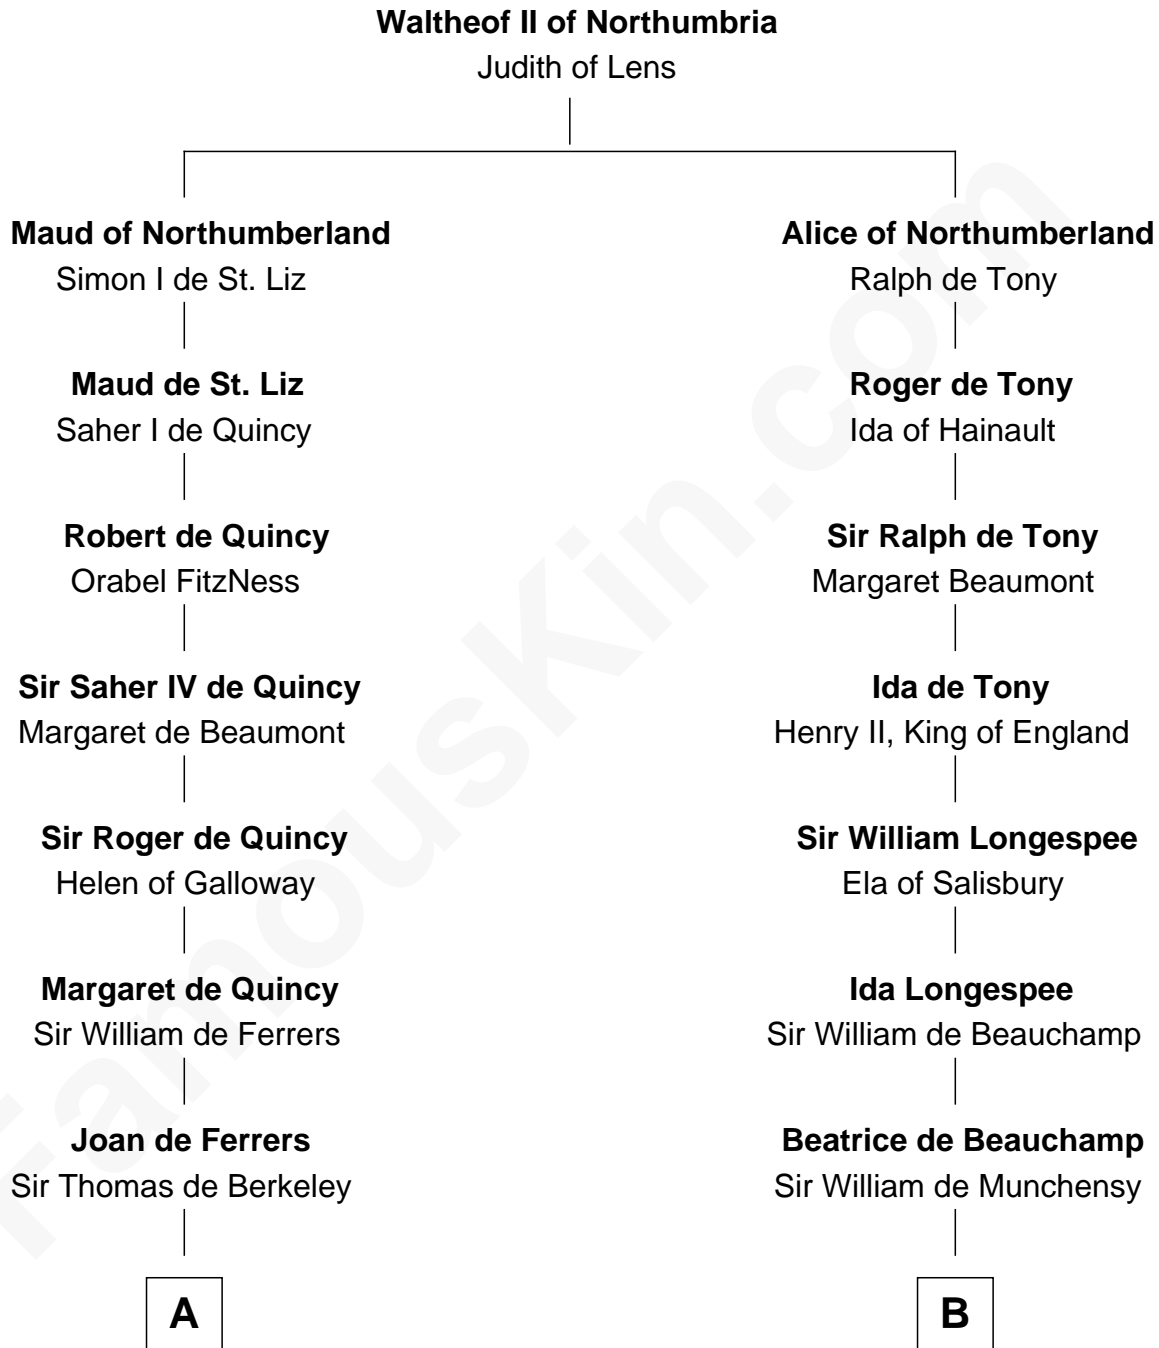 Waltheof II of Northumbria
Judith of Lens
Maud of Northumberland
Simon I de St. Liz
Alice of Northumberland
Ralph de Tony
Maud de St. Liz
Saher I de Quincy
Roger de Tony
Ida of Hainault
Robert de Quincy
Orabel FitzNess
Sir Ralph de Tony
Margaret Beaumont
Sir Saher IV de Quincy
Margaret de Beaumont
Ida de Tony
Henry II, King of England
Sir Roger de Quincy
Helen of Galloway
Sir William Longespee
Ela of Salisbury
Margaret de Quincy
Sir William de Ferrers
Ida Longespee
Sir William de Beauchamp
Joan de Ferrers
Sir Thomas de Berkeley
Beatrice de Beauchamp
Sir William de Munchensy
A
B
FamousKin.com